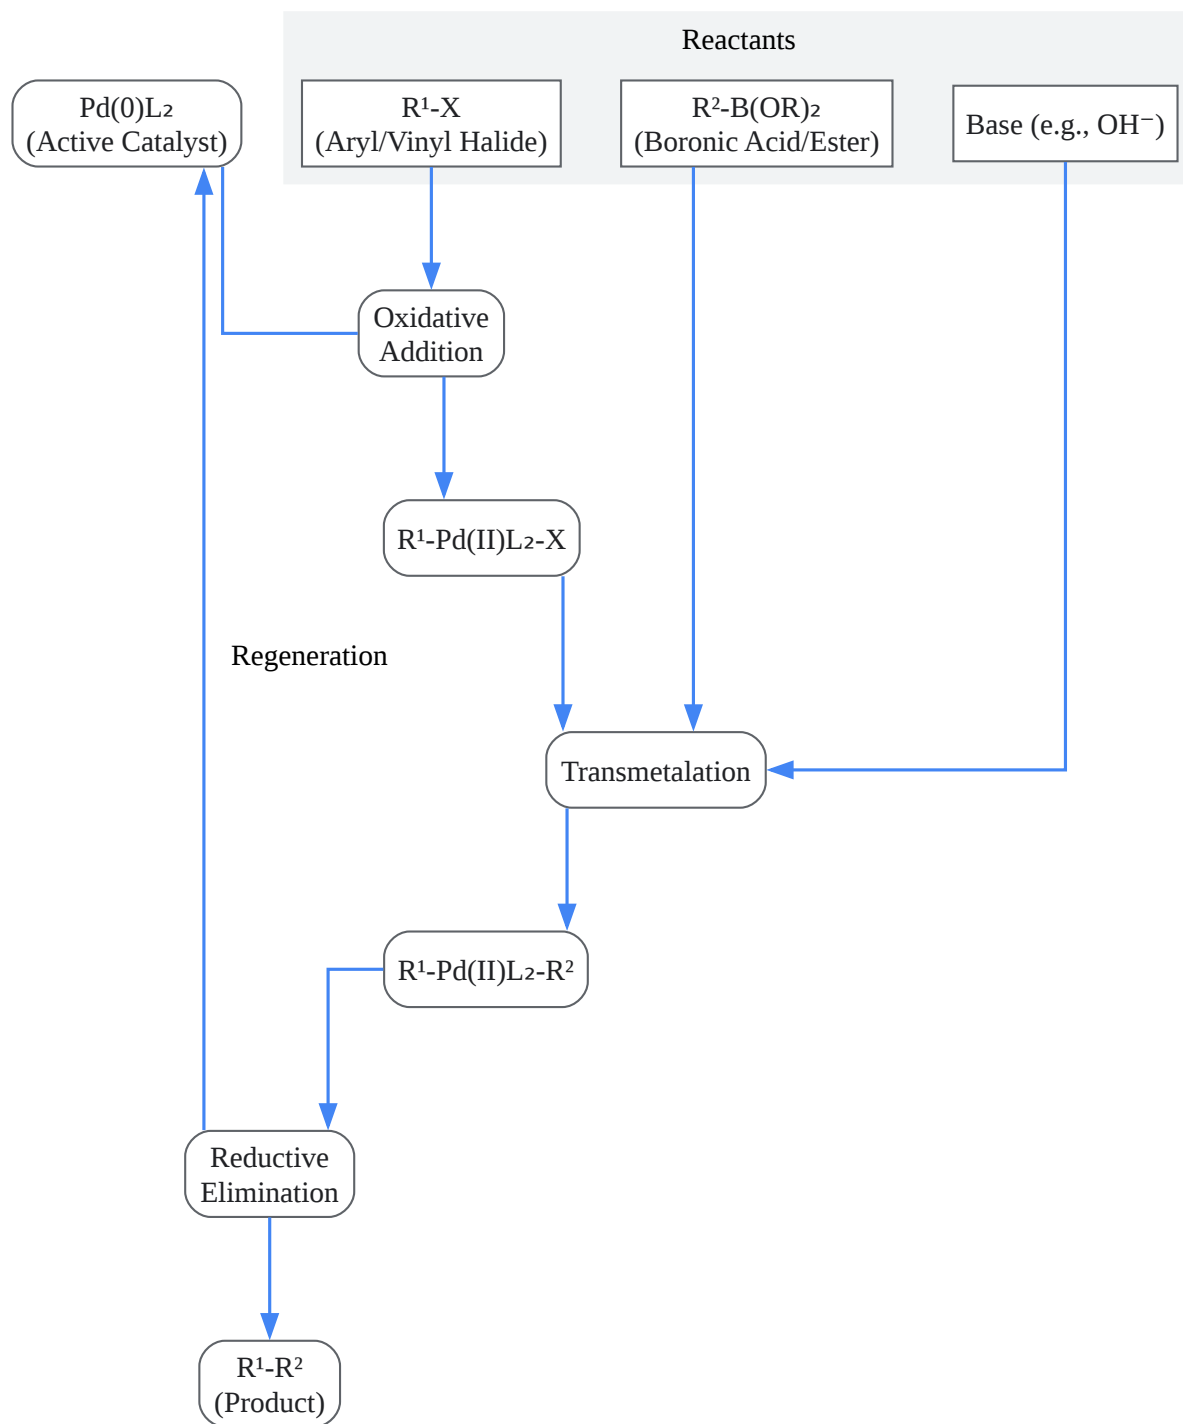 Reactants
Pd(0)L₂
(Active Catalyst)
R¹-X
(Aryl/Vinyl Halide)
R²-B(OR)₂
(Boronic Acid/Ester)
Base (e.g., OH⁻)
Oxidative
Addition
R¹-Pd(II)L₂-X
Regeneration
Transmetalation
R¹-Pd(II)L₂-R²
Reductive
Elimination
R¹-R²
(Product)